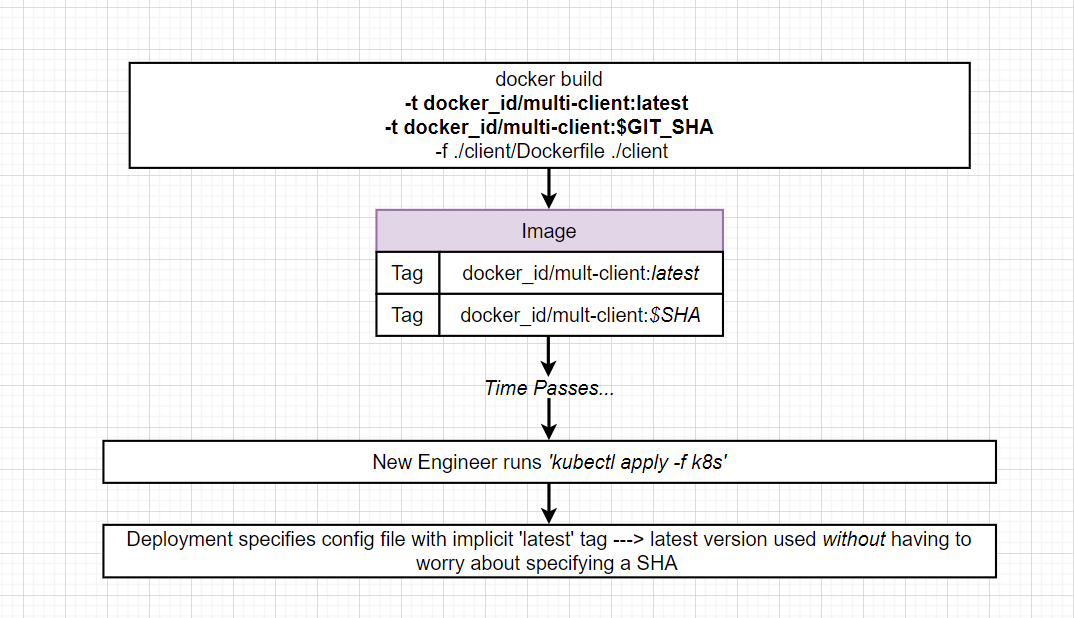 docker build
-t docker_id/multi-client:latest
-t docker_id/multi-client:$GIT_SHA
-f ./client/Dockerfile ./client
Image
Tag docker_id/mult-client:latest
Tag docker_id/mult-client:$SHA
Time Passes...
New Engineer runs 'kubectl apply -f k8s'
Deployment specifies config file with implicit 'latest' tag ---> latest version used without having to
worry about specifying a SHA